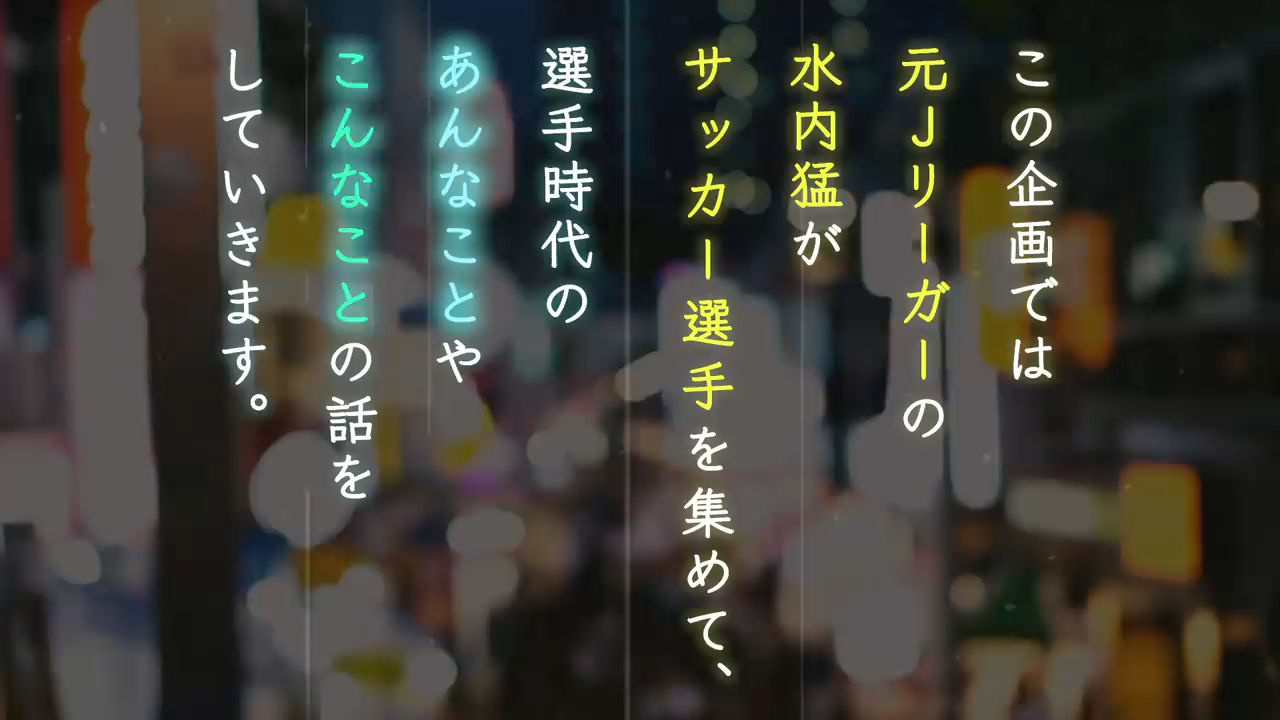 この企画では
元Jリーガーの
水内猛が
サッカー選手を集めて、
選手時代の
あんなことや
こんなことの話を
していきます。